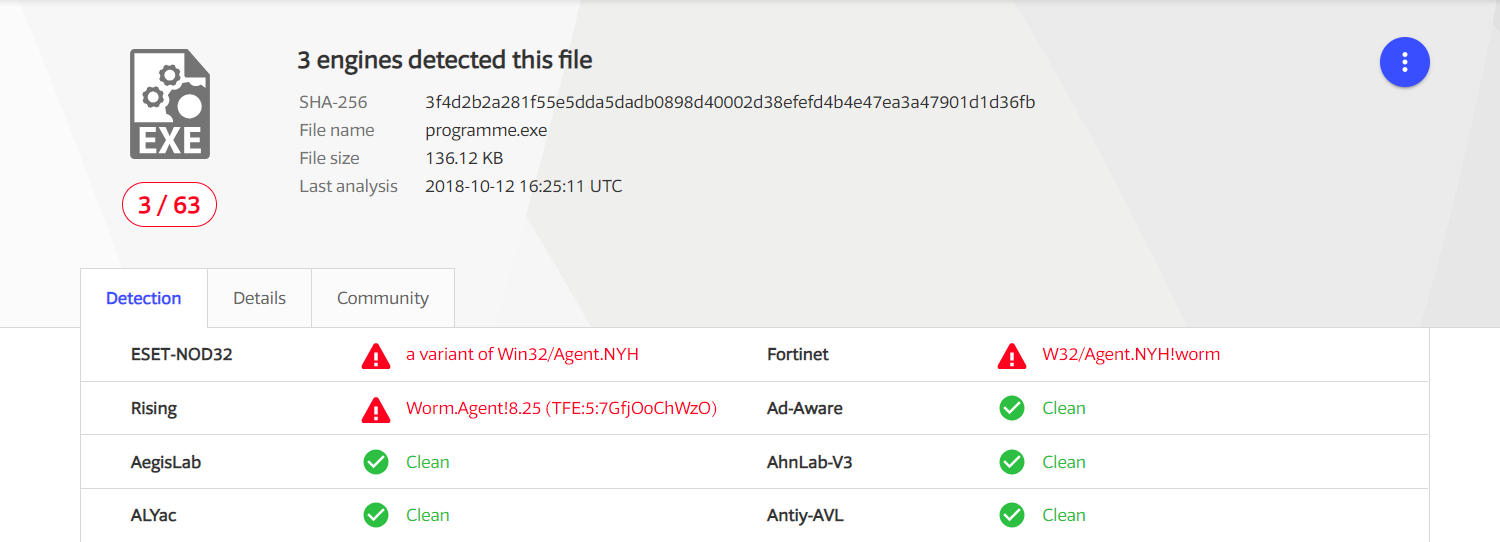 3 engines detected this file
SHA-256 3f4d2b2a281f55e5dda5dadb0898d40002d38efefd4b4e47ea3a47901d1d36fb
File name programme.exe
File size 136.12 KB
Last analysis 2018-10-12 16:25:11 UTC
EXE
3 / 63
Detection Details Community
ESET-NOD32 a variant of Win32/Agent.NYH Fortinet W32/Agent.NYH!worm
Rising Worm.Agent!8.25 (TFE:5:7GfjOoChWzO) Ad-Aware Clean
AegisLab Clean AhnLab-V3 Clean
ALYac Clean Antiy-AVL Clean